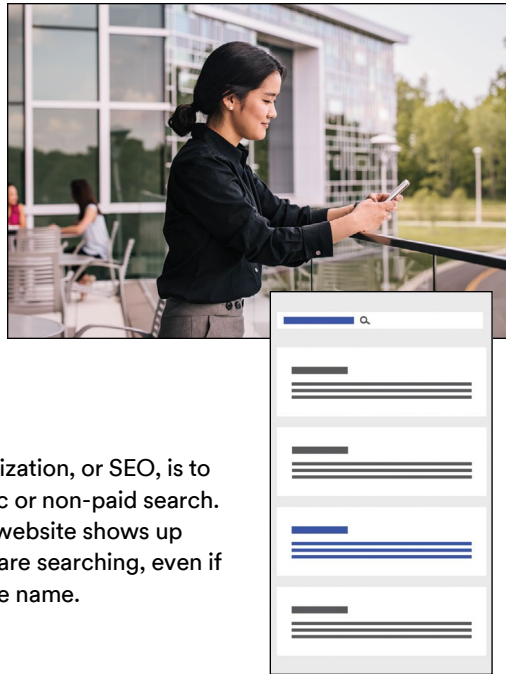 ization, or SEO, is to
c or non-paid search.
website shows up
are searching, even if
e name.